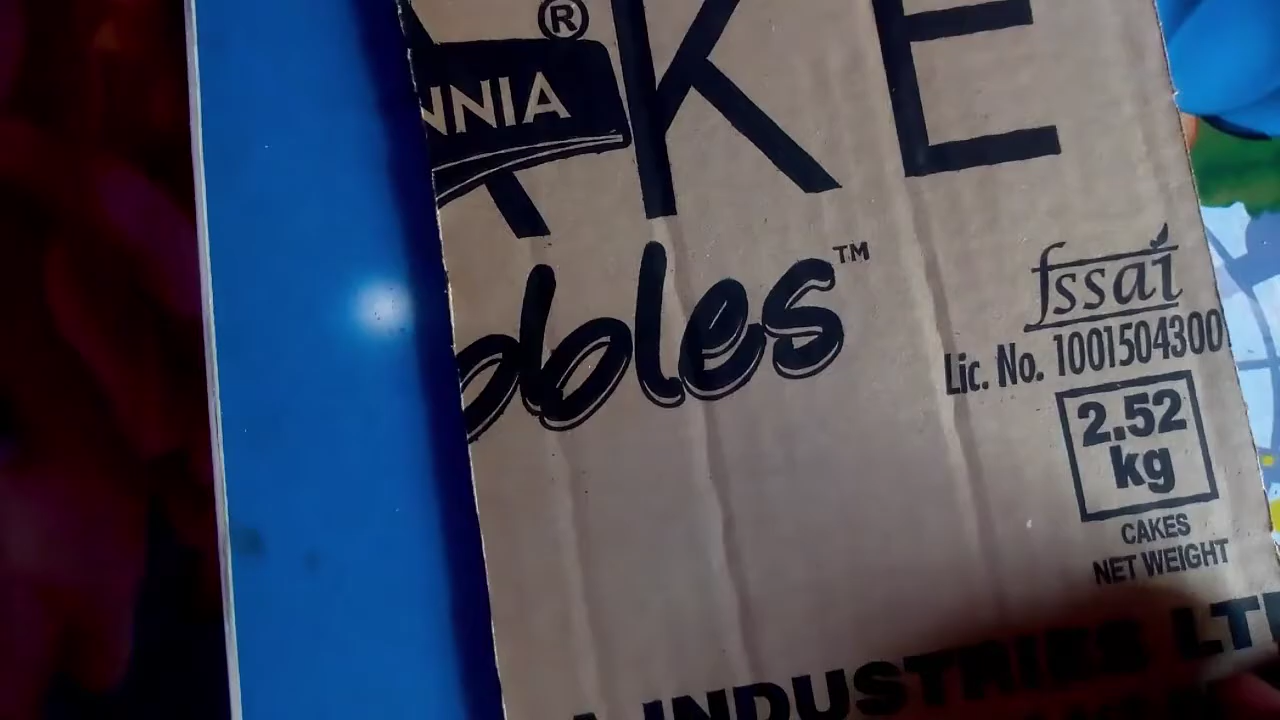 ®
NNIA
KE
bbles™
fssai
Lic. No. 1001504300
2.52
kg
CAKES
NET WEIGHT
INDUSTRIES LT